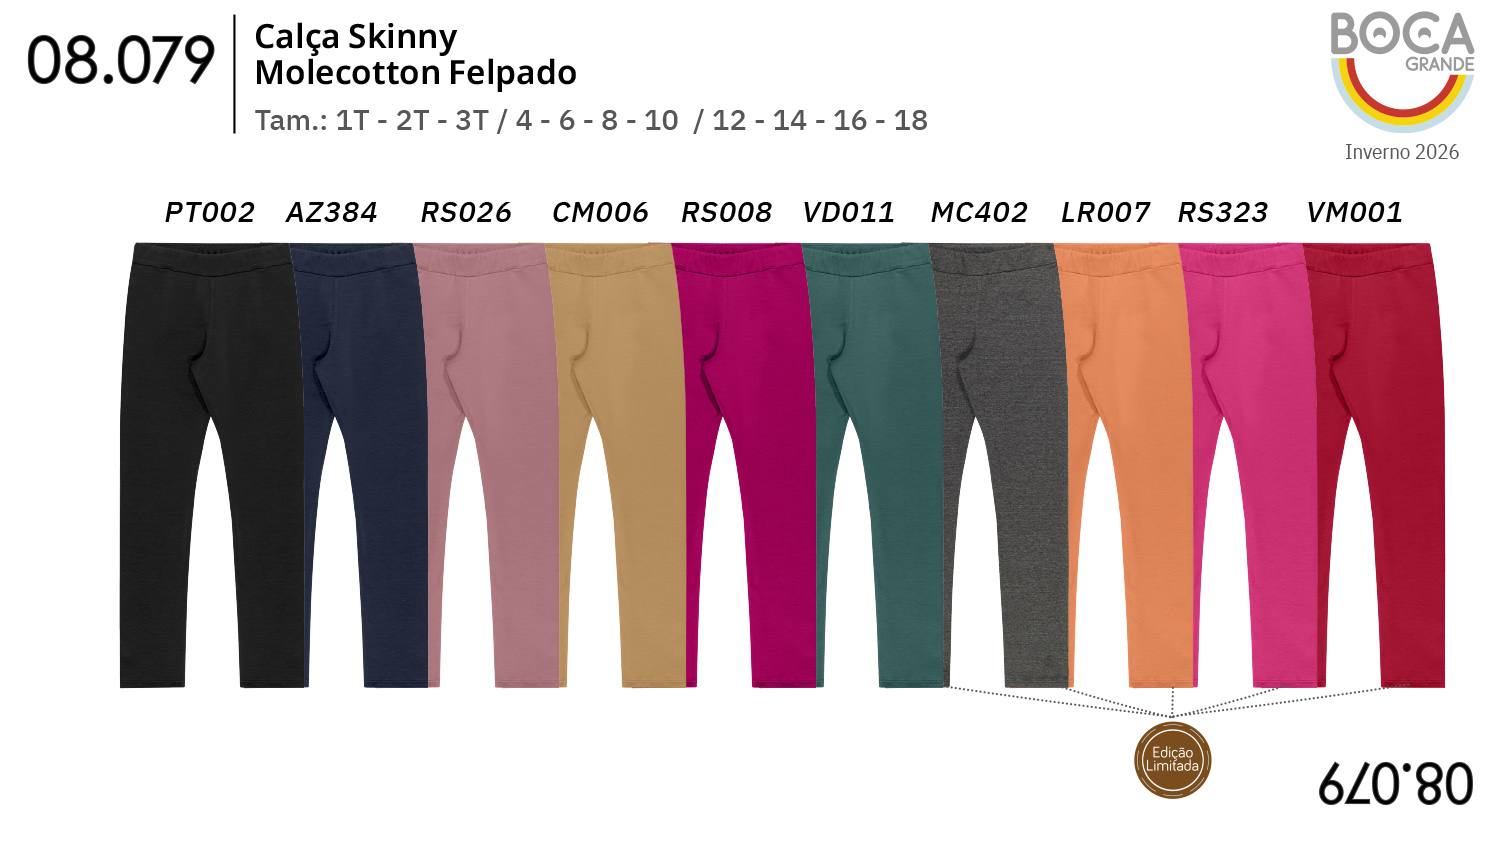 08.079
Calça Skinny
Molecotton Felpado
Tam.: 1T - 2T - 3T / 4 - 6 - 8 - 10 / 12 - 14 - 16 - 18
BOCA
GRANDE
Inverno 2026
PT002 AZ384 RS026 CM006 RS008 VD011 MC402 LR007 RS323 VM001
Edição
Limitada
08.079